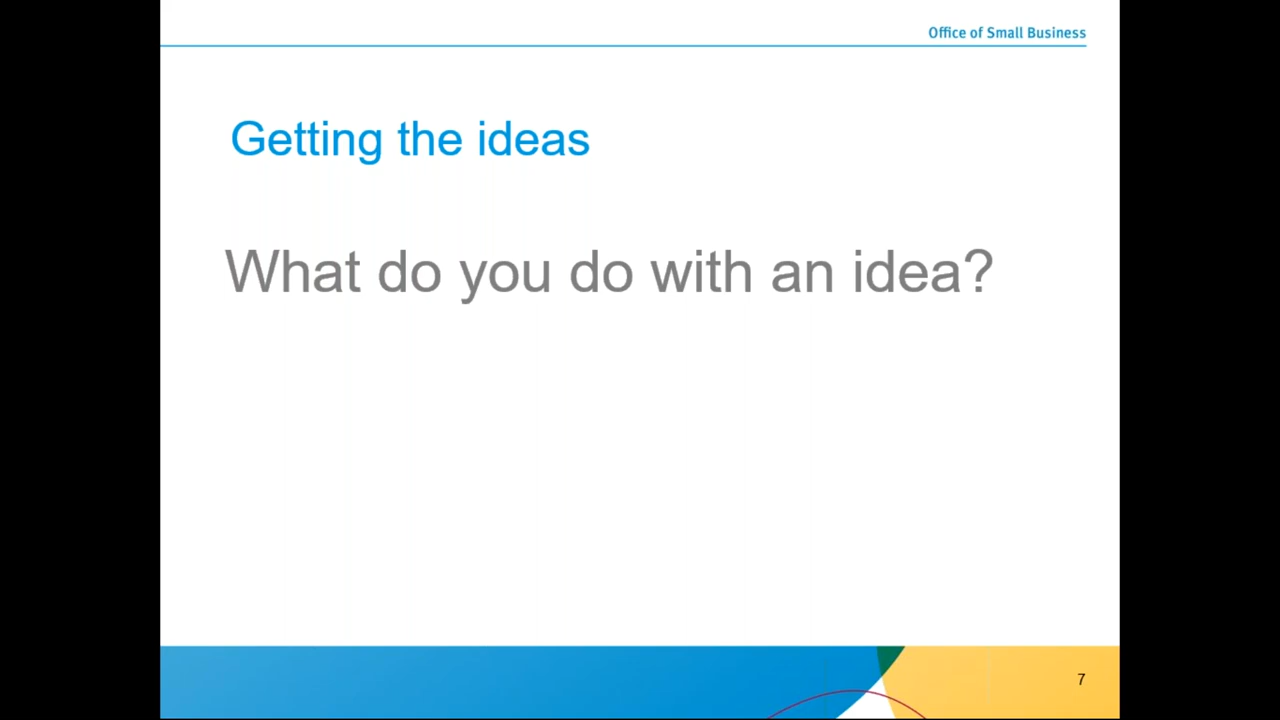 Office of Small Business
Getting the ideas
What do you do with an idea?
7